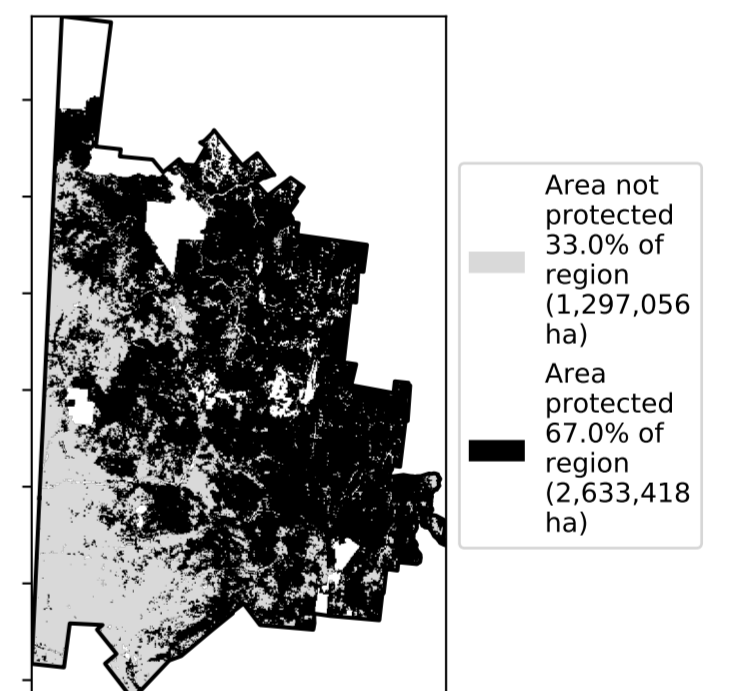 Area not
protected
33.0% of
region
(1,297,056
ha)
Area
protected
67.0% of
region
(2,633,418
ha)